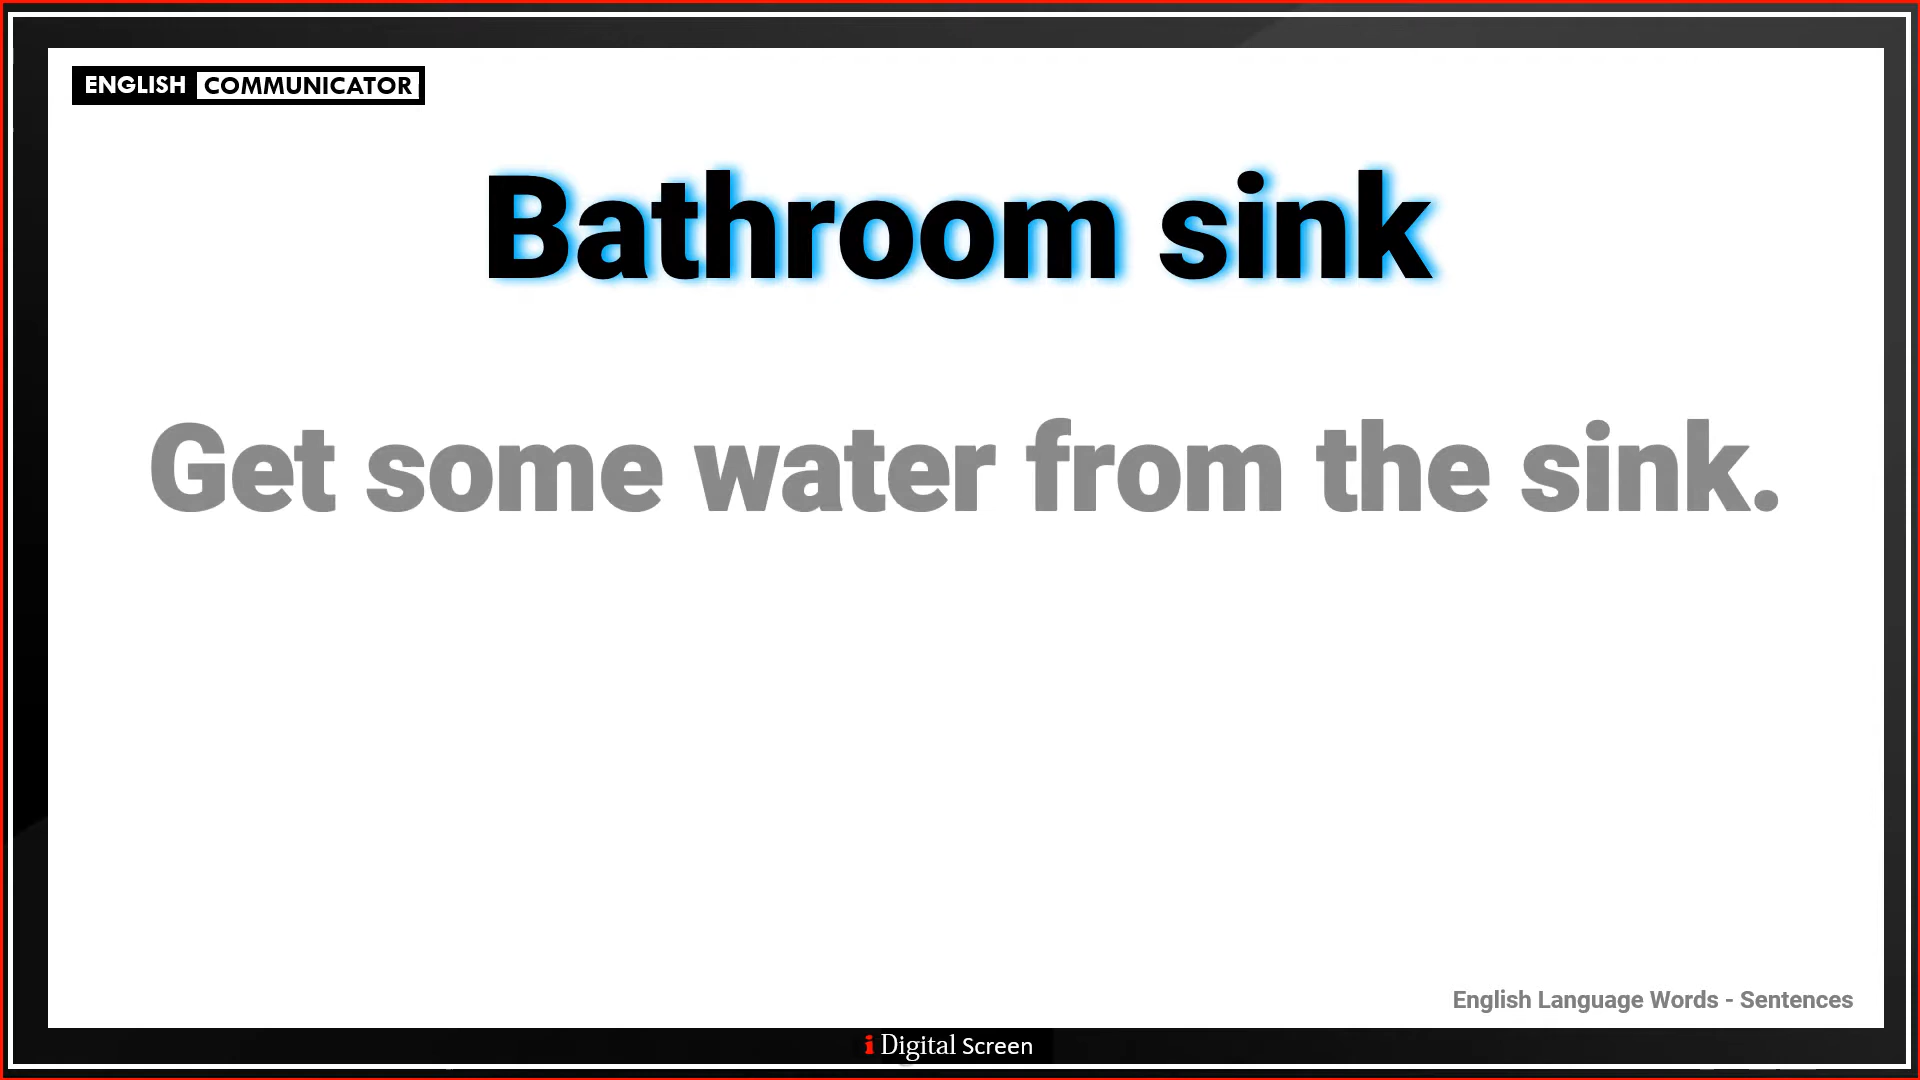 ENGLISH COMMUNICATOR
Bathroom sink
Get some water from the sink.
English Language Words - Sentences
i Digital Screen